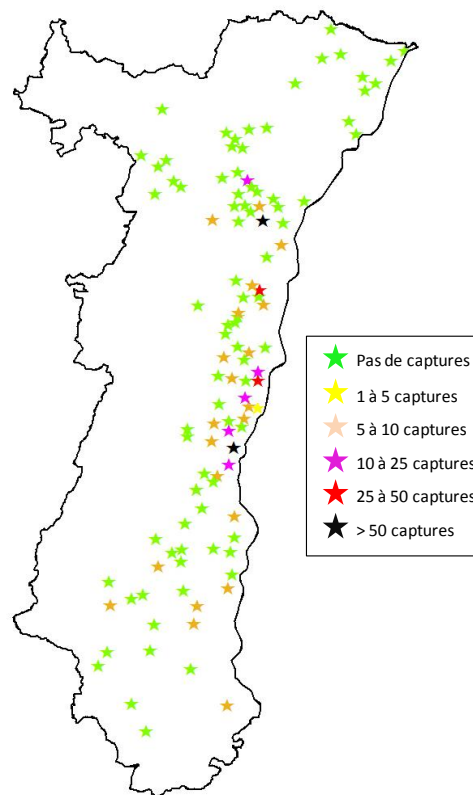 Pas de captures
1 à 5 captures
5 à 10 captures
10 à 25 captures
25 à 50 captures
> 50 captures